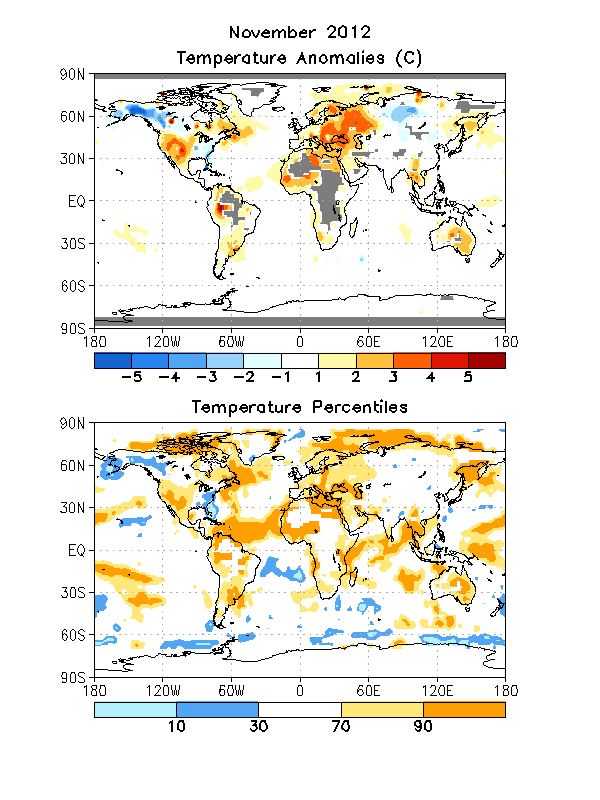 November 2012
Temperature Anomalies (C)
90N
60N
30N
EQ
30S
60S
90S
180 120W 60W 0 60E 120E 180
-5 -4 -3 -2 -1 1 2 3 4 5
Temperature Percentiles
90N
60N
30N
EQ
30S
60S
90S
180 120W 60W 0 60E 120E 180
10 30 70 90